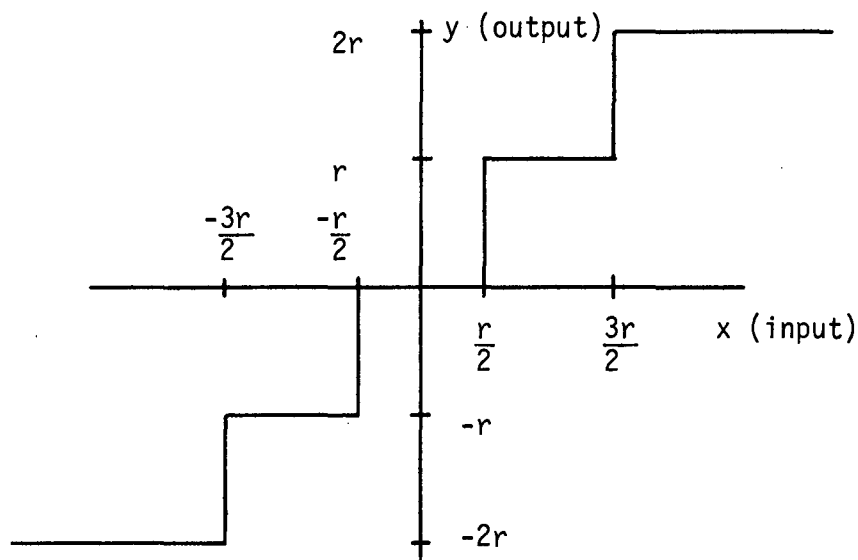 y (output)
2r
r
-3r/2
-r/2
r/2
3r/2
x (input)
-r
-2r